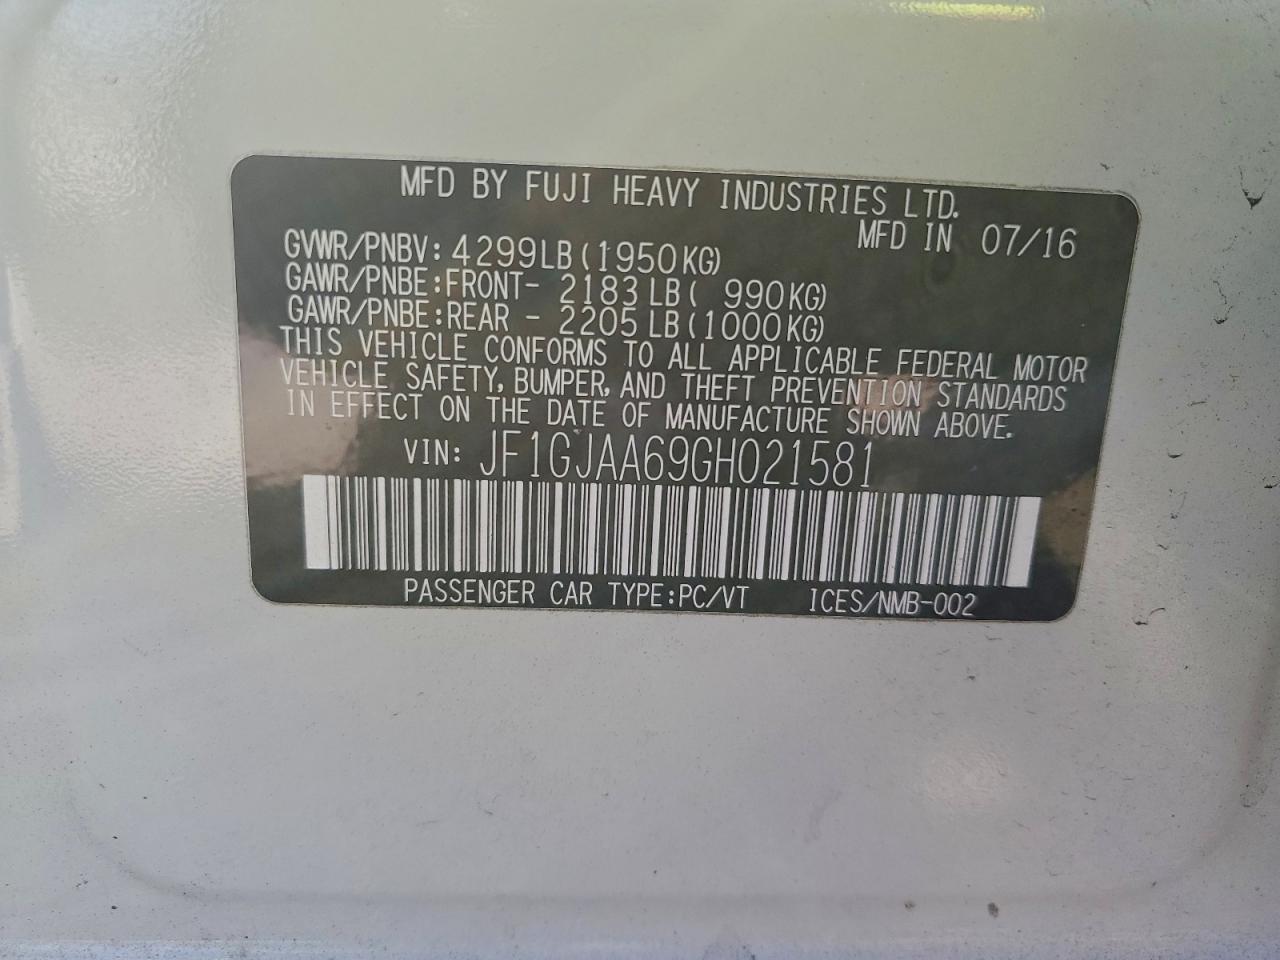 MFD BY FUJI HEAVY INDUSTRIES LTD.
MFD IN 07/16
GVWR/PNBV: 4299LB(1950KG)
GAWR/PNBE:FRONT- 2183LB( 990KG)
GAWR/PNBE:REAR - 2205LB(1000KG)
THIS VEHICLE CONFORMS TO ALL APPLICABLE FEDERAL MOTOR
VEHICLE SAFETY, BUMPER, AND THEFT PREVENTION STANDARDS
IN EFFECT ON THE DATE OF MANUFACTURE SHOWN ABOVE.
VIN: JF1GJAA69GH021581
PASSENGER CAR TYPE:PC/VT ICES/NMB-002